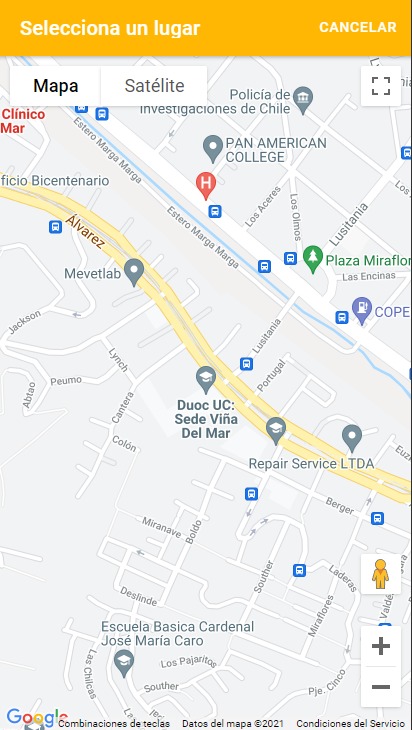 Selecciona un lugar
CANCELAR
Mapa
Satélite
Policía de
Investigaciones de Chile
Clínico
Mar
Estero Marga Marga
PAN AMERICAN
COLLEGE
H
ficio Bicentenario
Los Aceres
Los Olmos
Lusitania
Estero Marga Marga
Álvarez
Plaza Miraflor
Mevetlab
Las Encinas
COPE
Jackson
Lusitania
Lynch
Portugal
Peumo
Abtao
Cantera
Duoc UC:
Sede Viña
Del Mar
Colón
Repair Service LTDA
Euz
Berger
Miranave
Boldo
Souther
Laderas
Deslinde
Miraflores
Valdé
Escuela Basica Cardenal
José María Caro
Los Pajaritos
Las Chilcas
Souther
Pje. Cinco
Google
Combinaciones de teclas
Datos del mapa ©2021
Condiciones del Servicio